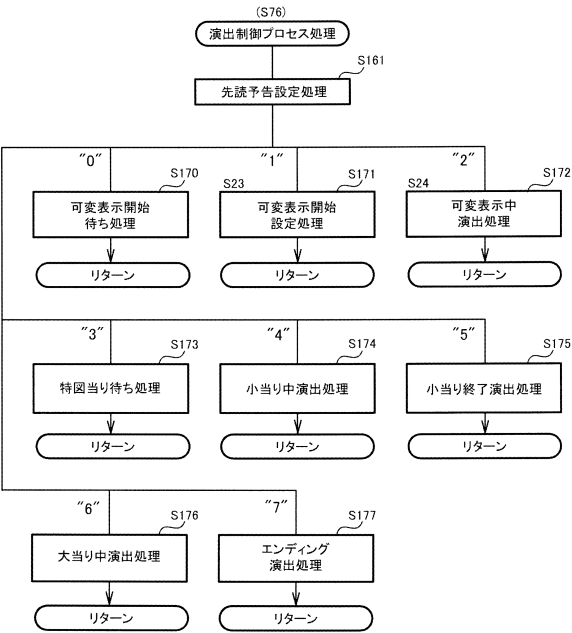 (S76)
演出制御プロセス処理
S161
先読予告設定処理
"0"
"1"
"2"
S170
S23
S171
S24
S172
可変表示開始
待ち処理
可変表示開始
設定処理
可変表示中
演出処理
リターン
リターン
リターン
"3"
"4"
"5"
S173
S174
S175
特図当り待ち処理
小当り中演出処理
小当り終了演出処理
リターン
リターン
リターン
"6"
"7"
S176
S177
大当り中演出処理
エンディング
演出処理
リターン
リターン